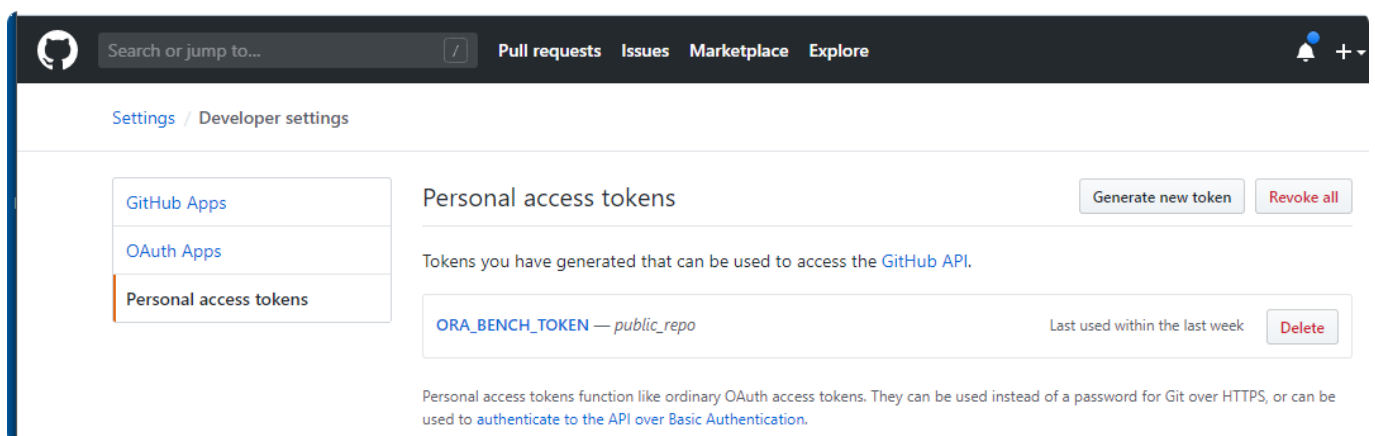 Search or jump to... /
Pull requests Issues Marketplace Explore
Settings / Developer settings
GitHub Apps
OAuth Apps
Personal access tokens
Personal access tokens
Generate new token
Revoke all
Tokens you have generated that can be used to access the GitHub API.
ORA_BENCH_TOKEN — public_repo
Last used within the last week
Delete
Personal access tokens function like ordinary OAuth access tokens. They can be used instead of a password for Git over HTTPS, or can be
used to authenticate to the API over Basic Authentication.